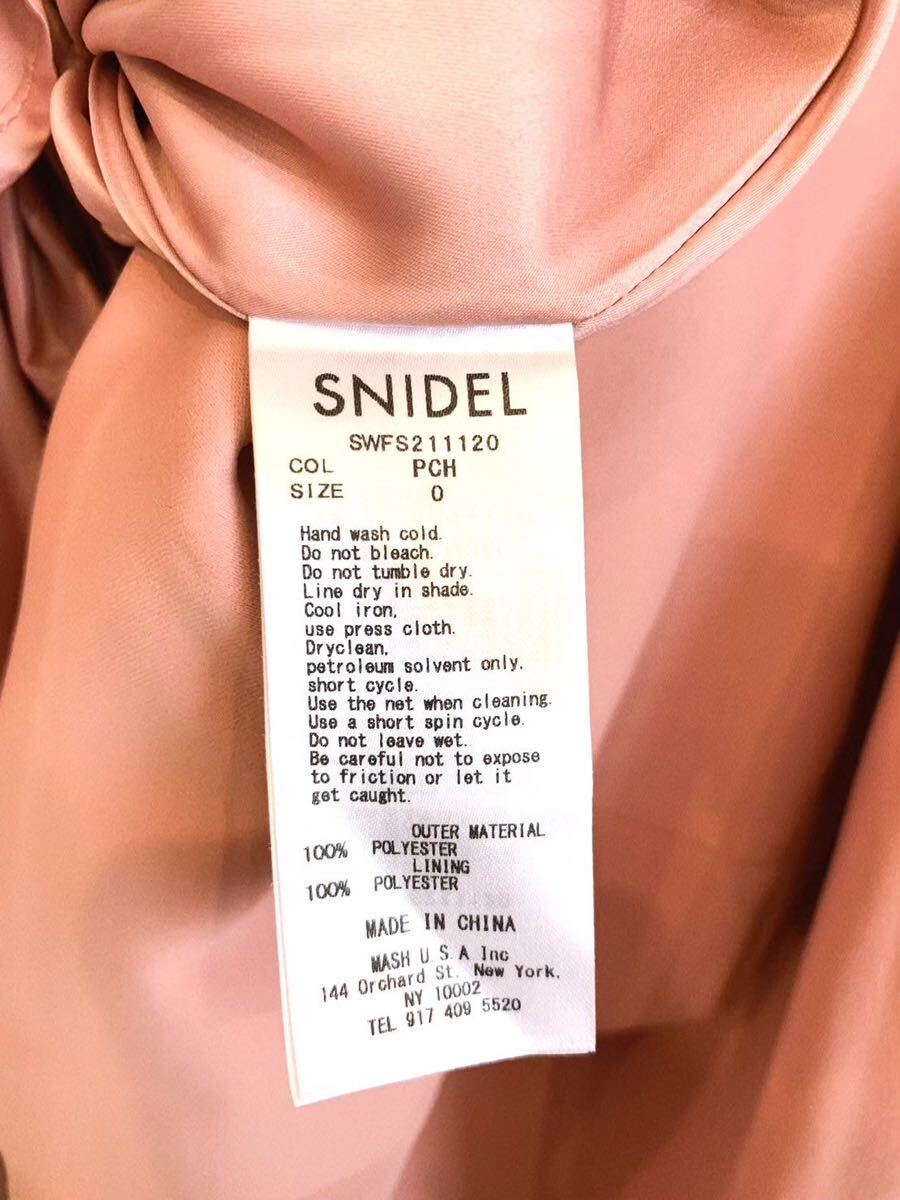 SNIDEL
SWFS211120
COL PCH
SIZE 0
Hand wash cold.
Do not bleach.
Do not tumble dry.
Line dry in shade.
Cool iron,
use press cloth.
Dryclean,
petroleum solvent only.
short cycle.
Use the net when cleaning.
Use a short spin cycle.
Do not leave wet.
Be careful not to expose
to friction or let it
get caught.
OUTER MATERIAL
100% POLYESTER
LINING
100% POLYESTER
MADE IN CHINA
MASH U.S.A Inc
144 Orchard St. New York.
NY 10002
TEL 917 409 5520